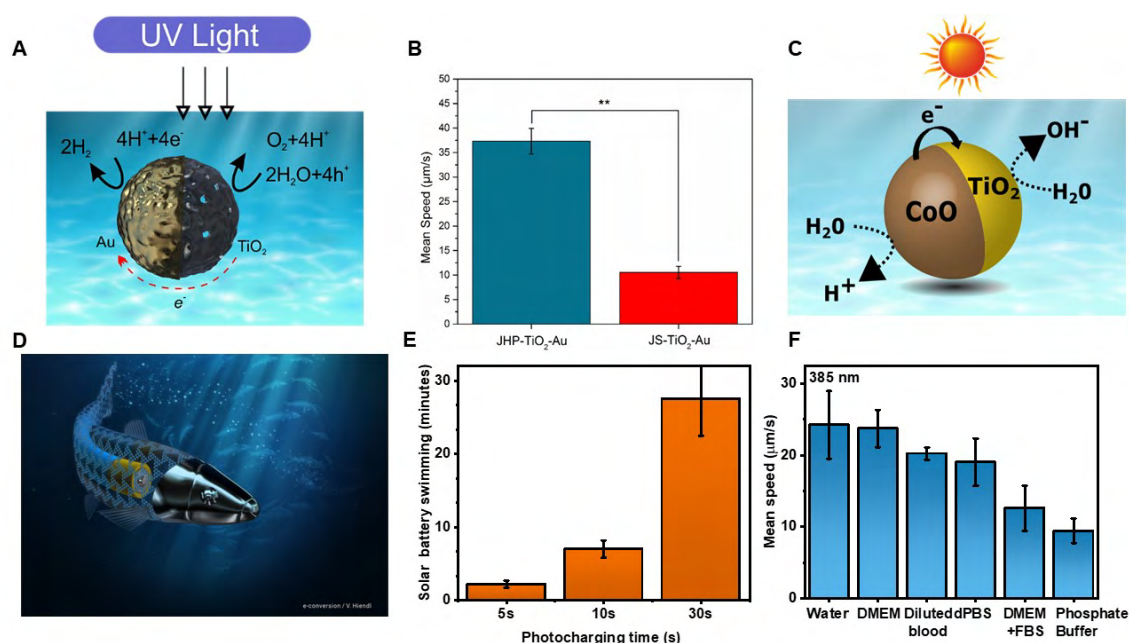 A
UV Light
2H₂
4H⁺+4e⁻
O₂+4H⁺
2H₂O+4h⁺
Au
TiO₂
e⁻
B
Mean Speed (µm/s)
50
45
40
35
30
25
20
15
10
5
0
**
JHP-TiO₂-Au
JS-TiO₂-Au
C
e⁻
OH⁻
TiO₂
CoO
H₂0
H₂0
H⁺
D
e-conversion / V. Hiendl
E
Solar battery swimming (minutes)
30
20
10
0
5s
10s
30s
Photocharging time (s)
F
385 nm
Mean speed (µm/s)
30
20
10
0
Water
DMEM
Diluted
blood
dPBS
DMEM
+FBS
Phosphate
Buffer